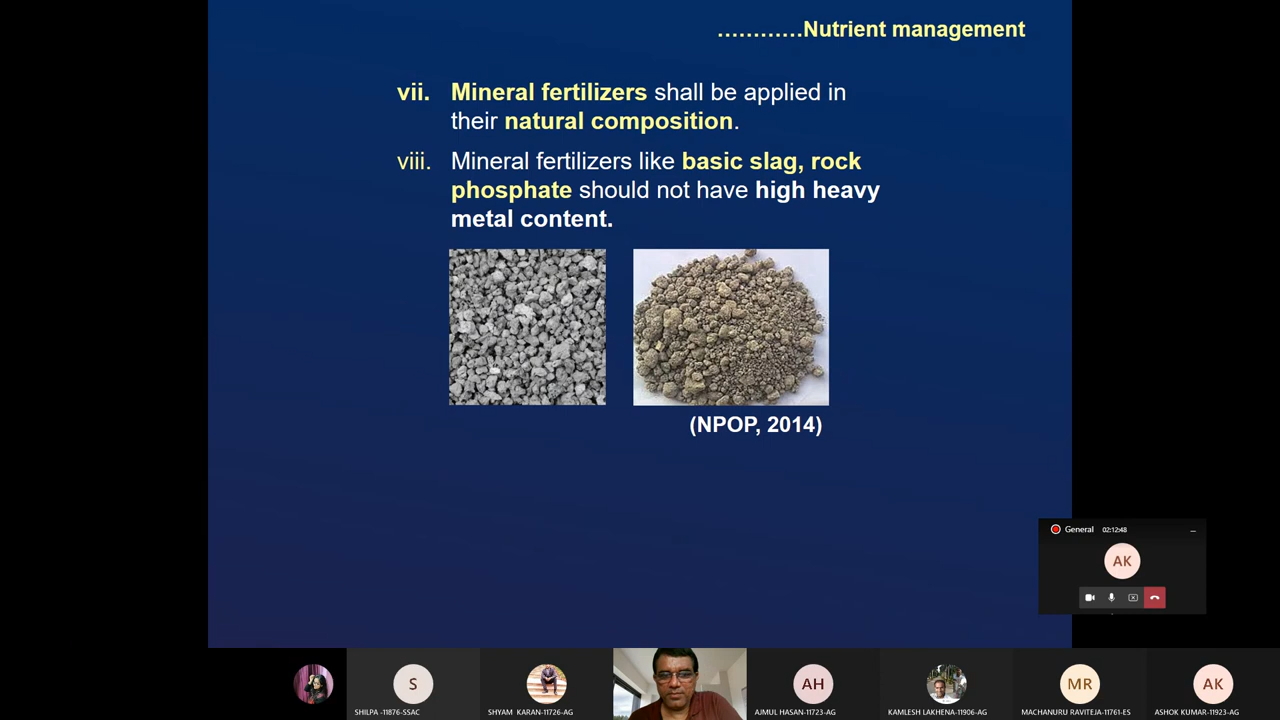 …………Nutrient management
vii. Mineral fertilizers shall be applied in
their natural composition.
viii. Mineral fertilizers like basic slag, rock
phosphate should not have high heavy
metal content.
(NPOP, 2014)
General 02:12:48
AK
S
AH
MR
AK
SHILPA -11876-SSAC
SHYAM KARAN-11726-AG
AJMUL HASAN-11723-AG
KAMLESH LAKHENA-11906-AG
MACHANURU RAVITEJA-11761-ES
ASHOK KUMAR-11923-AG